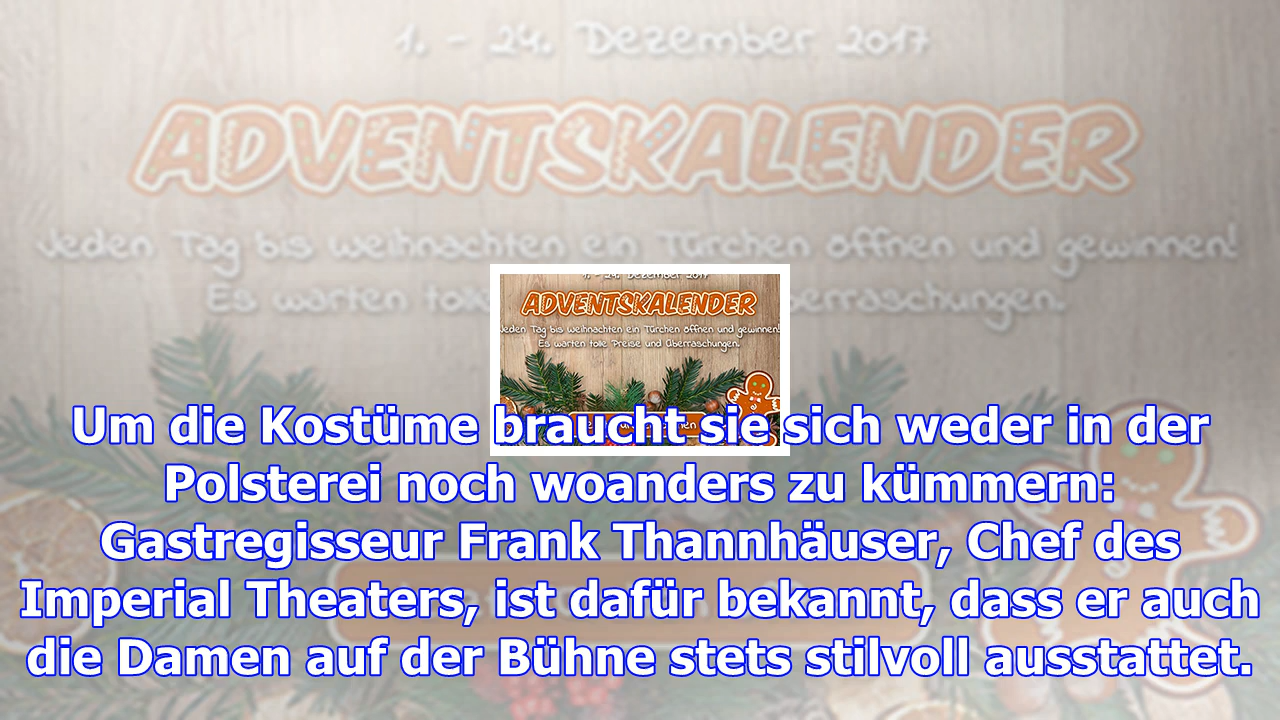 1. - 24. Dezember 2017
ADVENTSKALENDER
Jeden Tag bis Weihnachten ein Türchen öffnen und gewinnen!
Es warten tolle überraschungen.
1. - 24. Dezember 2017
ADVENTSKALENDER
Jeden Tag bis Weihnachten ein Türchen öffnen und gewinnen!
Es warten tolle Preise und Überraschungen.
Um die Kostüme braucht sie sich weder in der
Polsterei noch woanders zu kümmern:
Gastregisseur Frank Thannhäuser, Chef des
Imperial Theaters, ist dafür bekannt, dass er auch
die Damen auf der Bühne stets stilvoll ausstattet.